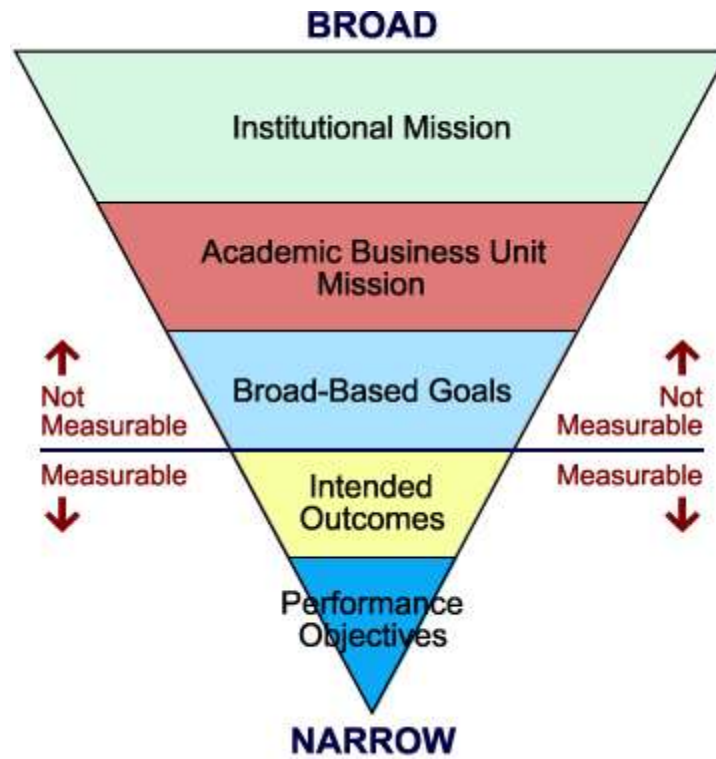 BROAD
Institutional Mission
Academic Business Unit
Mission
Broad-Based Goals
Not
Measurable
Not
Measurable
Measurable
Measurable
Intended
Outcomes
Performance
Objectives
NARROW